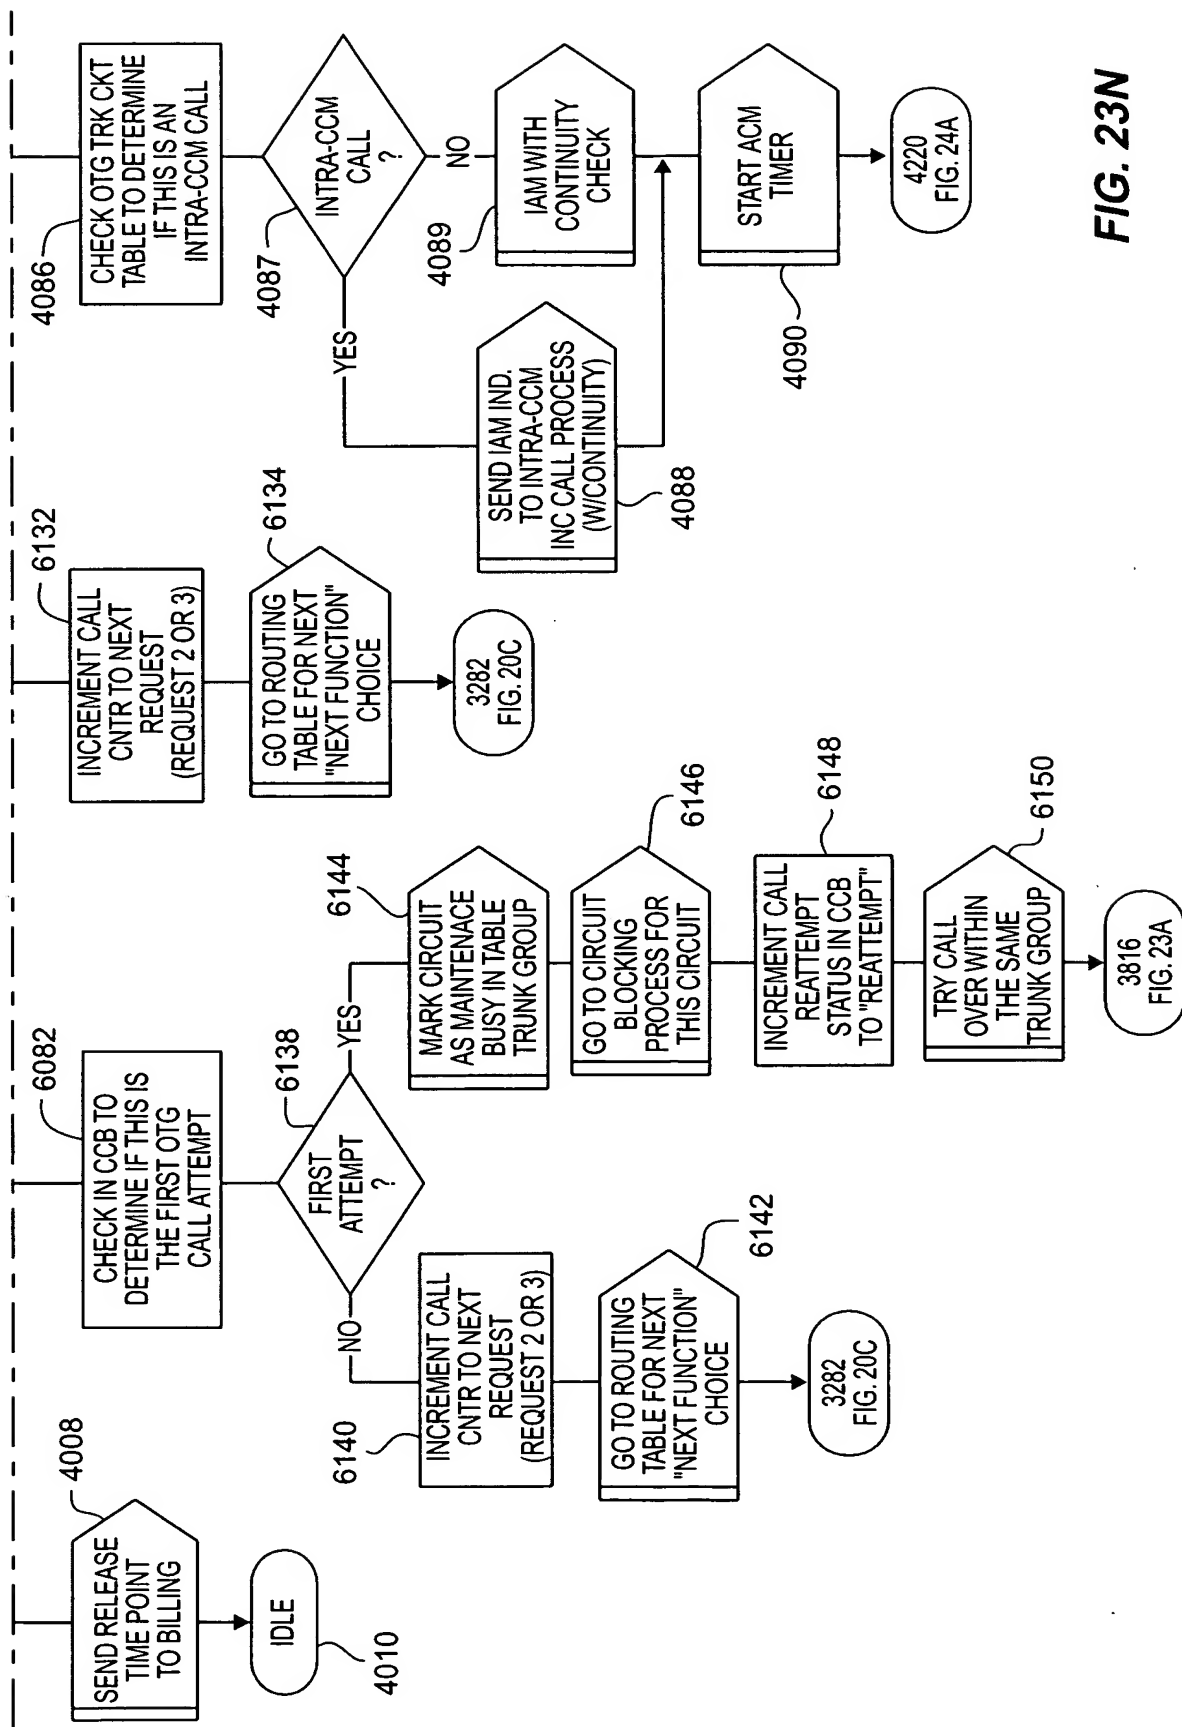 4008
SEND RELEASE
TIME POINT
TO BILLING
IDLE
4010
6082
CHECK IN CCB TO
DETERMINE IF THIS IS
THE FIRST OTG
CALL ATTEMPT
6138
FIRST
ATTEMPT
?
NO
YES
6140
INCREMENT CALL
CNTR TO NEXT
REQUEST
(REQUEST 2 OR 3)
GO TO ROUTING
TABLE FOR NEXT
"NEXT FUNCTION"
CHOICE
6142
3282
FIG. 20C
6144
MARK CIRCUIT
AS MAINTENACE
BUSY IN TABLE
TRUNK GROUP
GO TO CIRCUIT
BLOCKING
PROCESS FOR
THIS CIRCUIT
6146
INCREMENT CALL
REATTEMPT
STATUS IN CCB
TO "REATTEMPT"
6148
TRY CALL
OVER WITHIN
THE SAME
TRUNK GROUP
6150
3816
FIG. 23A
6132
INCREMENT CALL
CNTR TO NEXT
REQUEST
(REQUEST 2 OR 3)
6134
GO TO ROUTING
TABLE FOR NEXT
"NEXT FUNCTION"
CHOICE
3282
FIG. 20C
4086
CHECK OTG TRK CKT
TABLE TO DETERMINE
IF THIS IS AN
INTRA-CCM CALL
4087
INTRA-CCM
CALL
?
YES
NO
SEND IAM IND.
TO INTRA-CCM
INC CALL PROCESS
(W/CONTINUITY)
4088
4089
IAM WITH
CONTINUITY
CHECK
START ACM
TIMER
4090
4220
FIG. 24A
FIG. 23N